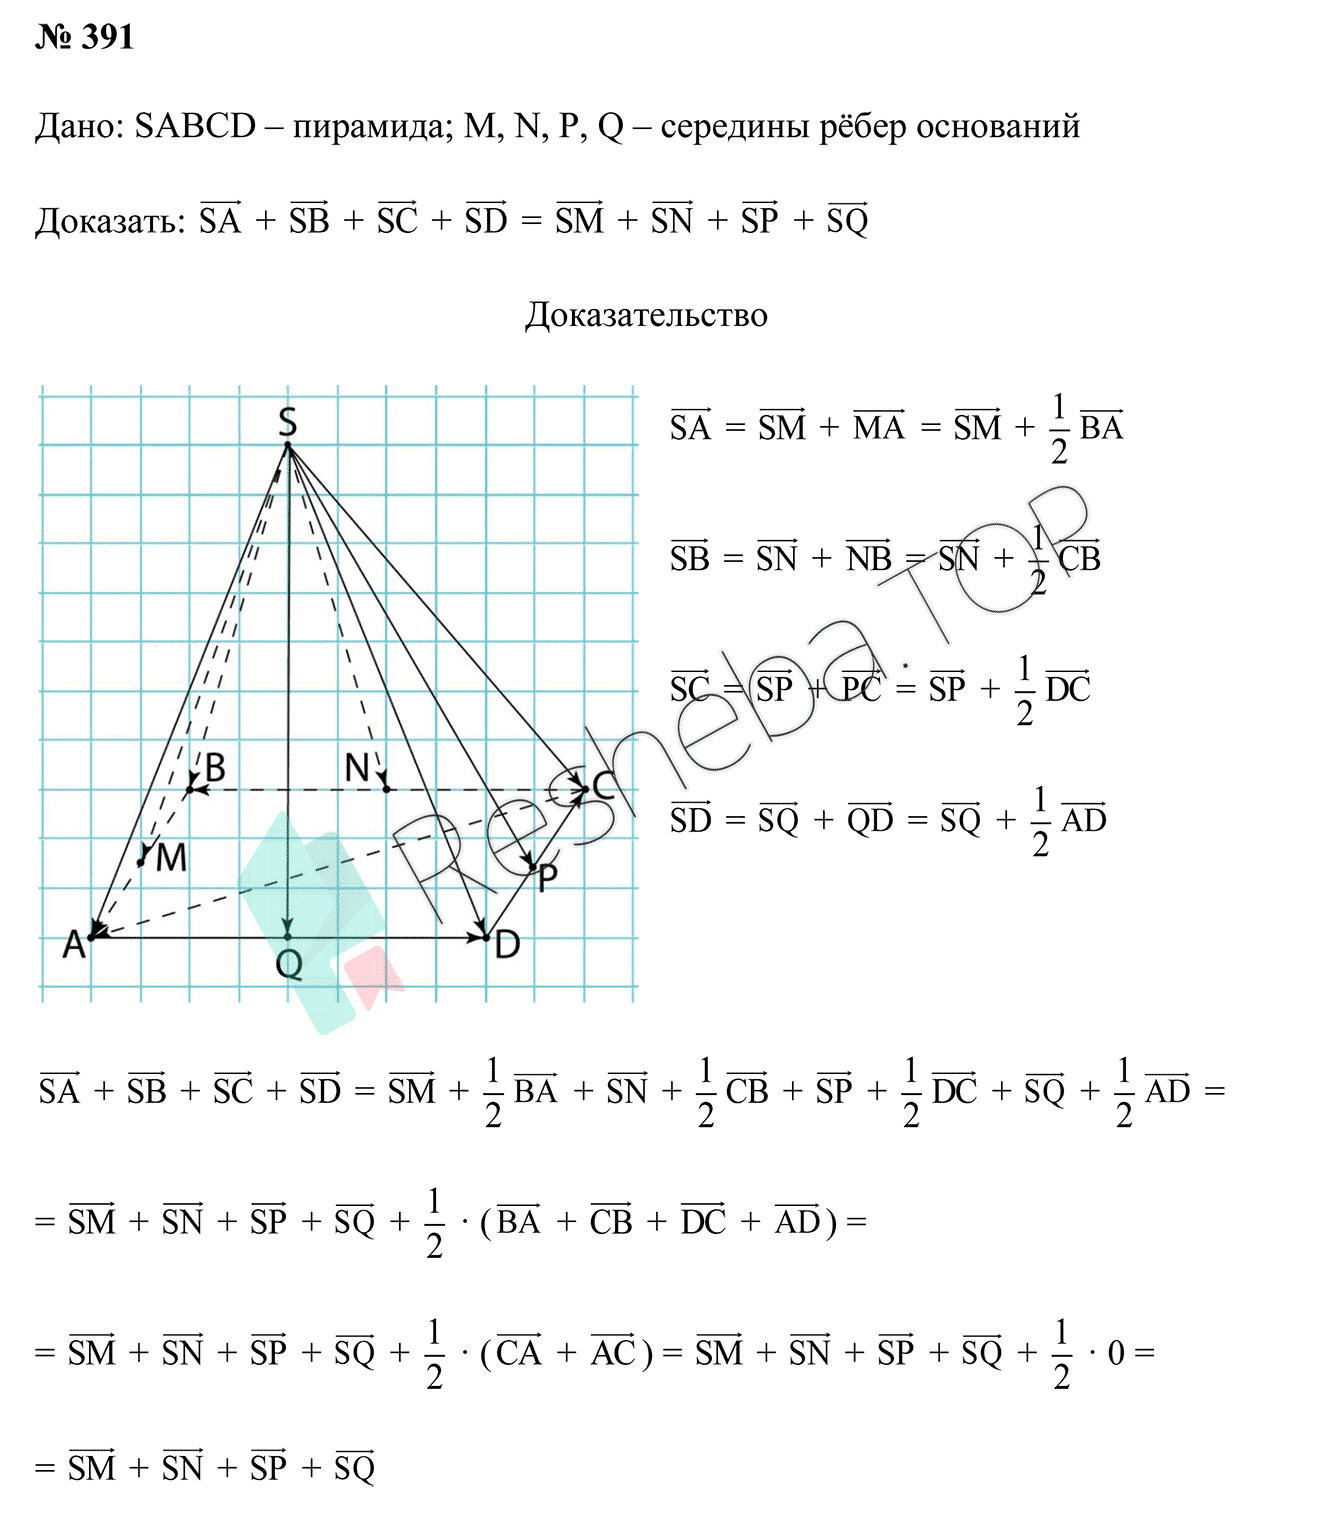 № 391
Дано: SABCD – пирамида; M, N, P, Q – середины рёбер оснований
Доказать: $\overrightarrow{SA} + \overrightarrow{SB} + \overrightarrow{SC} + \overrightarrow{SD} = \overrightarrow{SM} + \overrightarrow{SN} + \overrightarrow{SP} + \overrightarrow{SQ}$
Доказательство
S
B
N
C
M
P
A
Q
D
$\overrightarrow{SA} = \overrightarrow{SM} + \overrightarrow{MA} = \overrightarrow{SM} + \frac{1}{2}\overrightarrow{BA}$
$\overrightarrow{SB} = \overrightarrow{SN} + \overrightarrow{NB} = \overrightarrow{SN} + \frac{1}{2}\overrightarrow{CB}$
$\overrightarrow{SC} = \overrightarrow{SP} + \overrightarrow{PC} = \overrightarrow{SP} + \frac{1}{2}\overrightarrow{DC}$
$\overrightarrow{SD} = \overrightarrow{SQ} + \overrightarrow{QD} = \overrightarrow{SQ} + \frac{1}{2}\overrightarrow{AD}$
Resheba.TOP
$\overrightarrow{SA} + \overrightarrow{SB} + \overrightarrow{SC} + \overrightarrow{SD} = \overrightarrow{SM} + \frac{1}{2}\overrightarrow{BA} + \overrightarrow{SN} + \frac{1}{2}\overrightarrow{CB} + \overrightarrow{SP} + \frac{1}{2}\overrightarrow{DC} + \overrightarrow{SQ} + \frac{1}{2}\overrightarrow{AD} =$
$= \overrightarrow{SM} + \overrightarrow{SN} + \overrightarrow{SP} + \overrightarrow{SQ} + \frac{1}{2} \cdot (\overrightarrow{BA} + \overrightarrow{CB} + \overrightarrow{DC} + \overrightarrow{AD}) =$
$= \overrightarrow{SM} + \overrightarrow{SN} + \overrightarrow{SP} + \overrightarrow{SQ} + \frac{1}{2} \cdot (\overrightarrow{CA} + \overrightarrow{AC}) = \overrightarrow{SM} + \overrightarrow{SN} + \overrightarrow{SP} + \overrightarrow{SQ} + \frac{1}{2} \cdot 0 =$
$= \overrightarrow{SM} + \overrightarrow{SN} + \overrightarrow{SP} + \overrightarrow{SQ}$